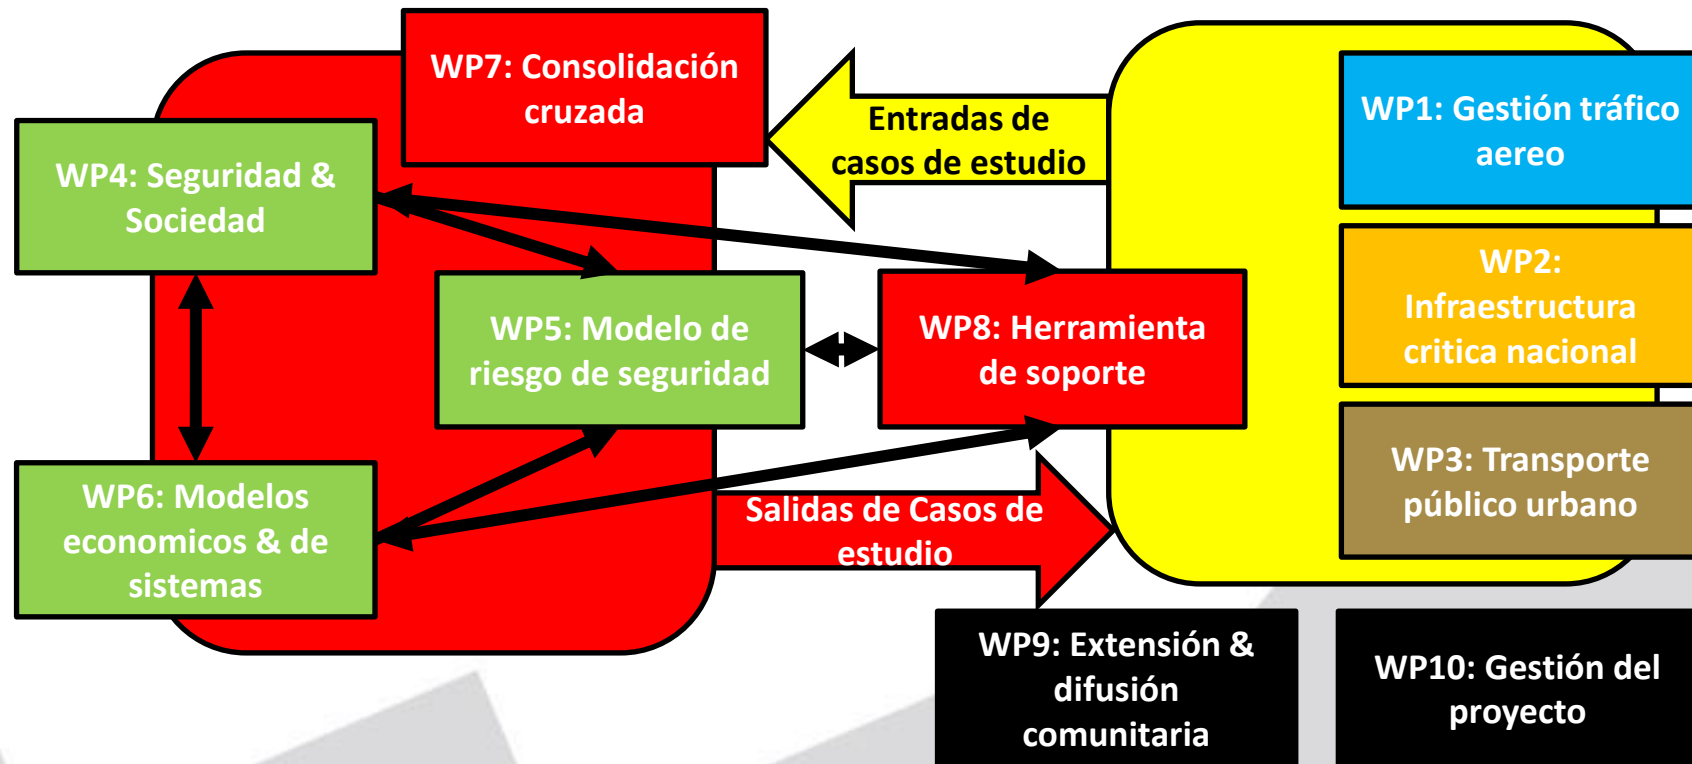 WP7: Consolidación
cruzada
WP4: Seguridad &
Sociedad
WP5: Modelo de
riesgo de seguridad
WP6: Modelos
economicos & de
sistemas
Entradas de
casos de estudio
WP8: Herramienta
de soporte
Salidas de Casos de
estudio
WP1: Gestión tráfico
aereo
WP2:
Infraestructura
critica nacional
WP3: Transporte
público urbano
WP9: Extensión &
difusión
comunitaria
WP10: Gestión del
proyecto